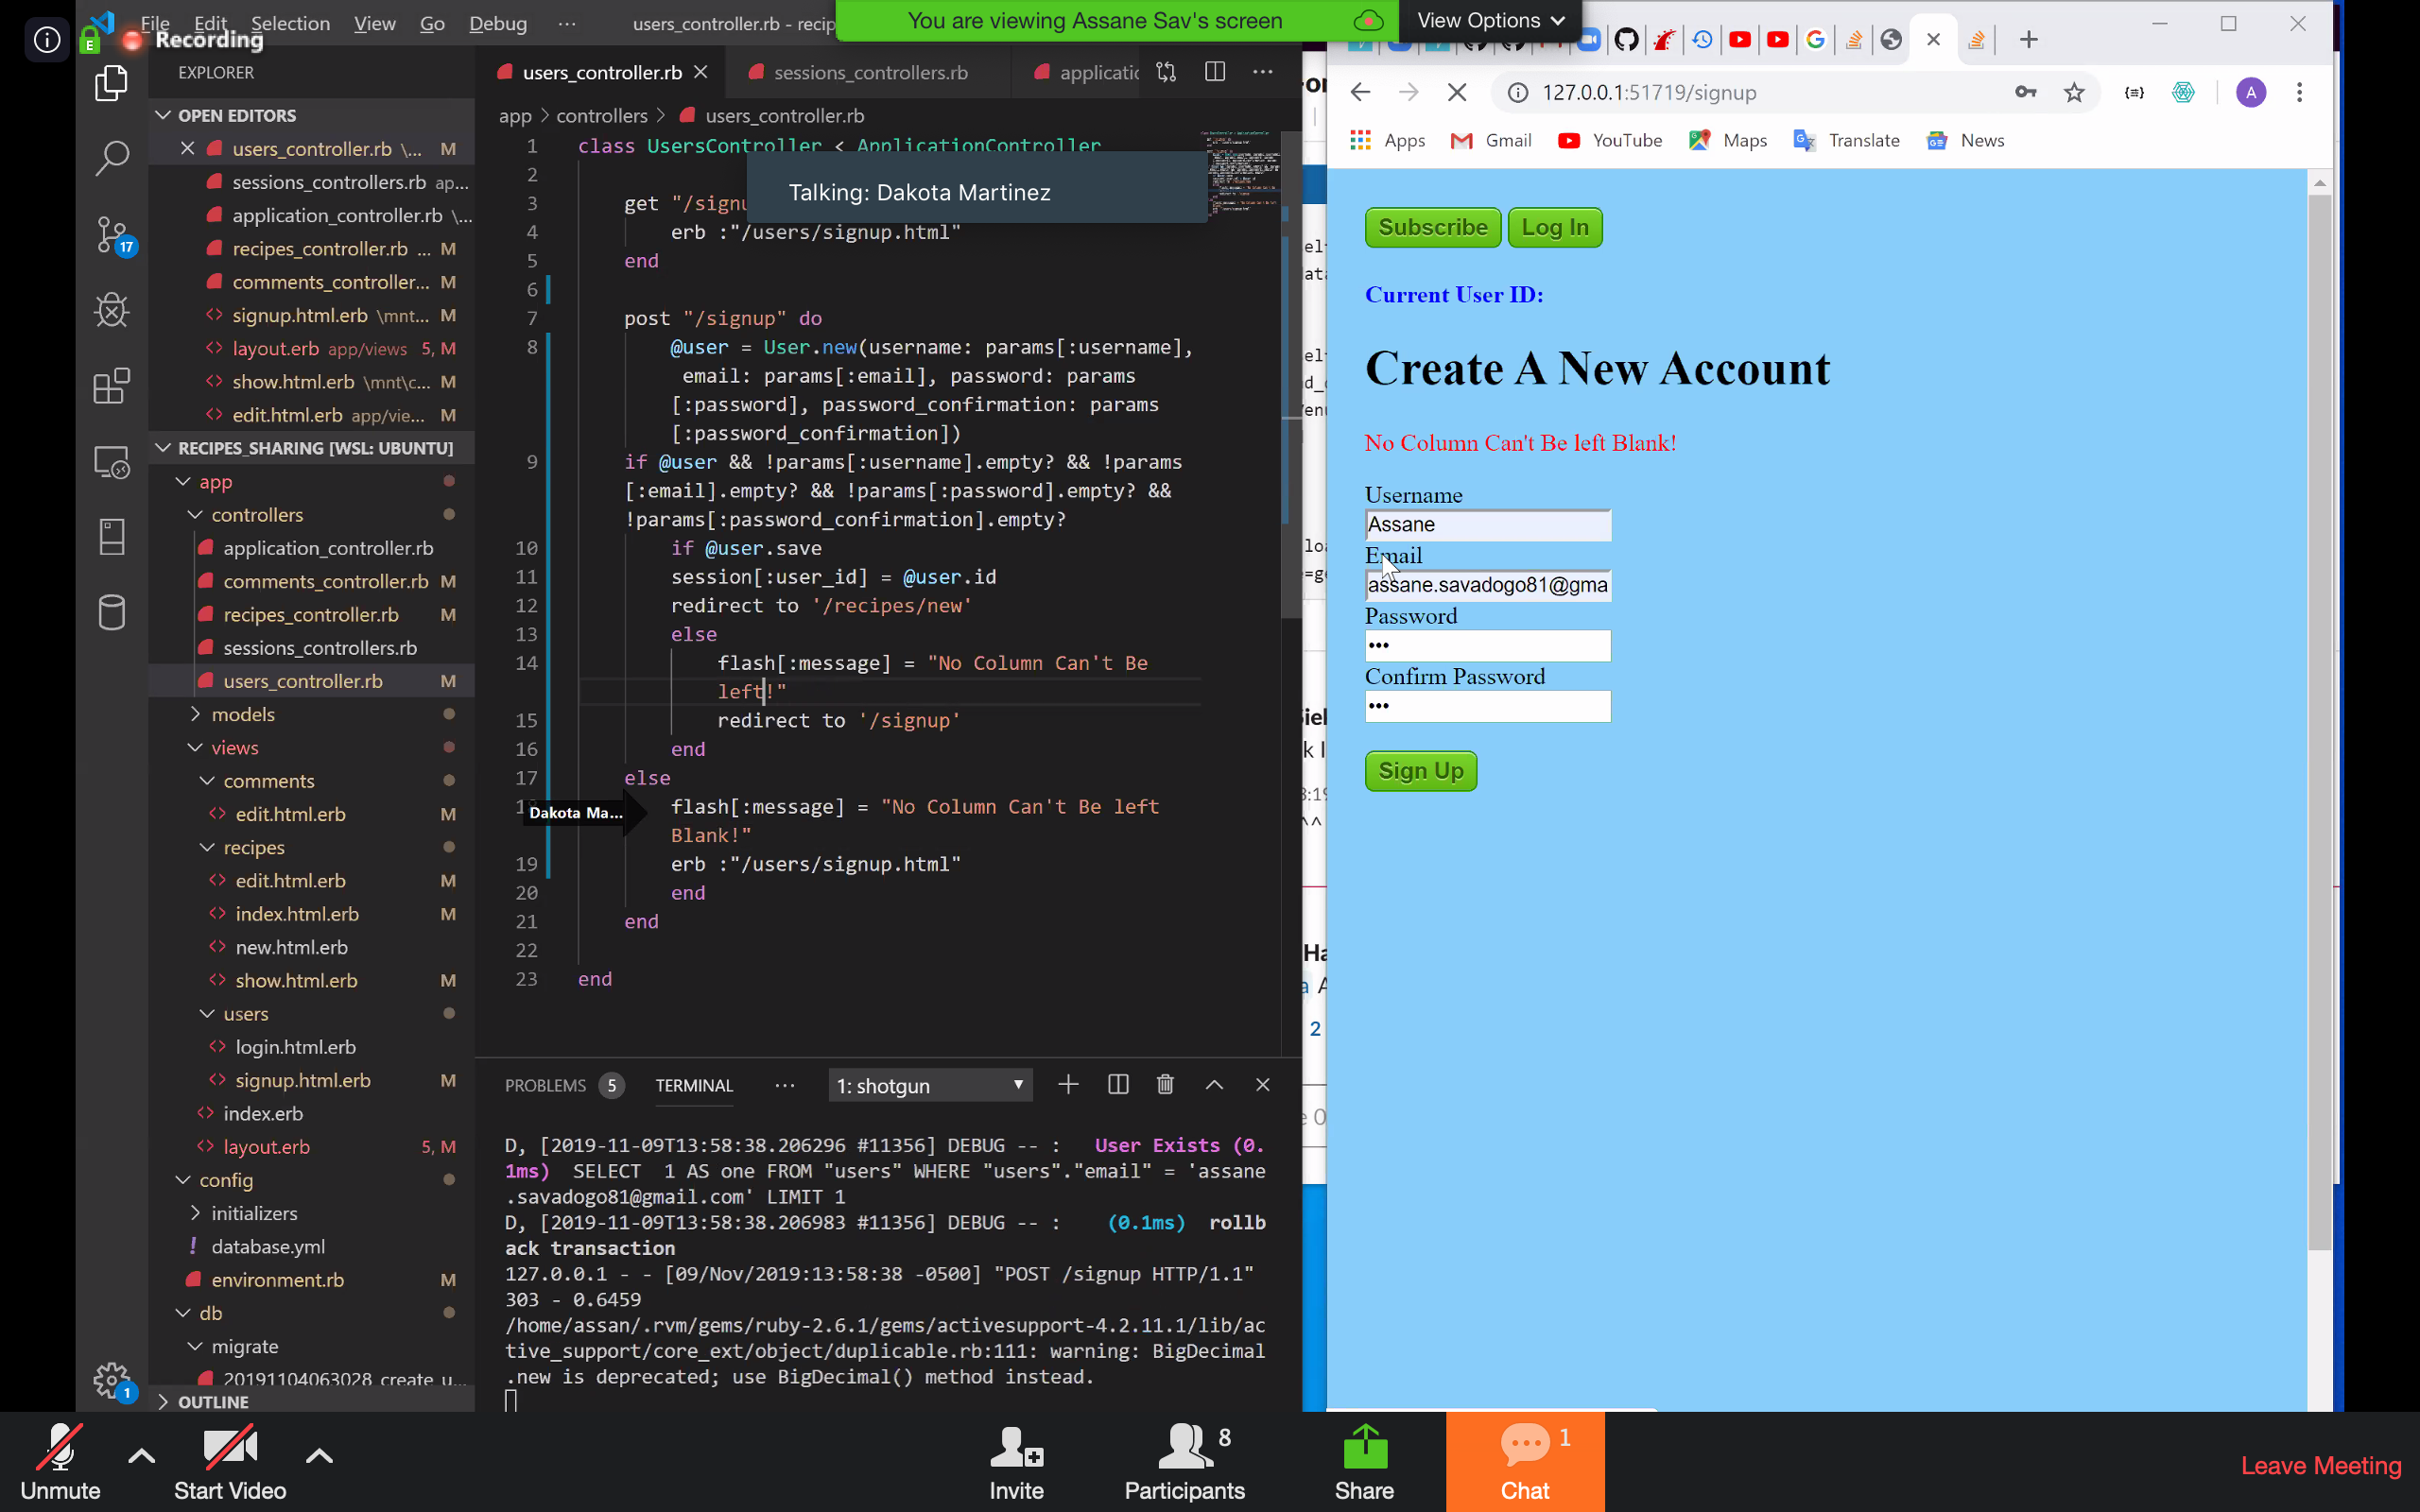 File Edit Selection View Go Debug ...
users_controller.rb - recip
You are viewing Assane Sav's screen
View Options
Recording
EXPLORER
users_controller.rb
sessions_controllers.rb
applicatic
OPEN EDITORS
users_controller.rb \... M
sessions_controllers.rb ap...
application_controller.rb \...
recipes_controller.rb ... M
comments_controller... M
signup.html.erb \mnt... M
layout.erb app/views 5, M
show.html.erb \mnt\c... M
edit.html.erb app/vie... M
RECIPES_SHARING [WSL: UBUNTU]
app
controllers
application_controller.rb
comments_controller.rb M
recipes_controller.rb M
sessions_controllers.rb
users_controller.rb M
models
views
comments
edit.html.erb M
recipes
edit.html.erb M
index.html.erb M
new.html.erb
show.html.erb M
users
login.html.erb
signup.html.erb M
index.erb
layout.erb 5, M
config
initializers
! database.yml
environment.rb M
db
migrate
20191104063028_create_u...
OUTLINE
17
1
app > controllers > users_controller.rb
1 class UsersController < ApplicationController
2
3 get "/signu
Talking: Dakota Martinez
4 erb :"/users/signup.html"
5 end
6
7 post "/signup" do
8 @user = User.new(username: params[:username],
email: params[:email], password: params
[:password], password_confirmation: params
[:password_confirmation])
9 if @user && !params[:username].empty? && !params
[:email].empty? && !params[:password].empty? &&
!params[:password_confirmation].empty?
10 if @user.save
11 session[:user_id] = @user.id
12 redirect to '/recipes/new'
13 else
14 flash[:message] = "No Column Can't Be
left!"
15 redirect to '/signup'
16 end
17 else
Dakota Ma...
flash[:message] = "No Column Can't Be left
Blank!"
19 erb :"/users/signup.html"
20 end
21 end
22
23 end
PROBLEMS 5 TERMINAL ... 1: shotgun
D, [2019-11-09T13:58:38.206296 #11356] DEBUG -- : User Exists (0.
1ms) SELECT 1 AS one FROM "users" WHERE "users"."email" = 'assane
.savadogo81@gmail.com' LIMIT 1
D, [2019-11-09T13:58:38.206983 #11356] DEBUG -- : (0.1ms) rollb
ack transaction
127.0.0.1 - - [09/Nov/2019:13:58:38 -0500] "POST /signup HTTP/1.1"
303 - 0.6459
/home/assan/.rvm/gems/ruby-2.6.1/gems/activesupport-4.2.11.1/lib/ac
tive_support/core_ext/object/duplicable.rb:111: warning: BigDecimal
.new is deprecated; use BigDecimal() method instead.
127.0.0.1:51719/signup
A
Apps Gmail YouTube Maps Translate News
Subscribe Log In
Current User ID:
Create A New Account
No Column Can't Be left Blank!
Username
Assane
Email
assane.savadogo81@gma
Password
•••
Confirm Password
•••
Sign Up
Unmute
Start Video
Invite
Participants 8
Share
Chat 1
Leave Meeting